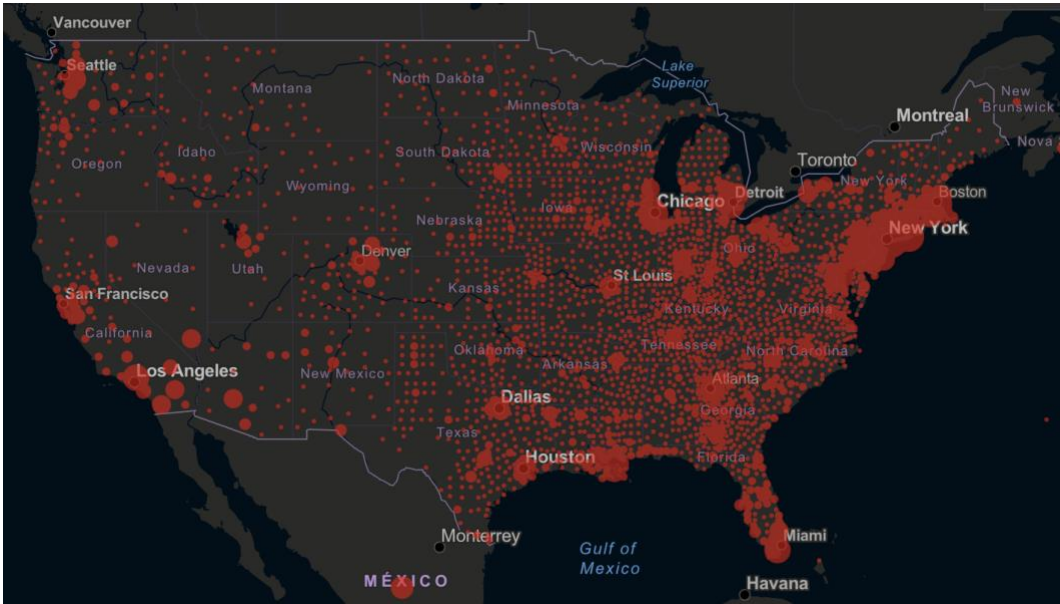 Vancouver
Seattle
Montana
North Dakota
Minnesota
Lake
Superior
New
Brunswick
Montreal
Nova
Oregon
Idaho
South Dakota
Wisconsin
Toronto
Wyoming
New York
Detroit
Boston
Chicago
Iowa
Nebraska
New York
Denver
Ohio
Nevada
Utah
St Louis
Kansas
San Francisco
Kentucky
Virginia
California
Tennessee
North Carolina
Oklahoma
Arkansas
Los Angeles
New Mexico
Atlanta
Dallas
Georgia
Texas
Houston
Florida
Monterrey
Miami
Gulf of
Mexico
MÉXICO
Havana